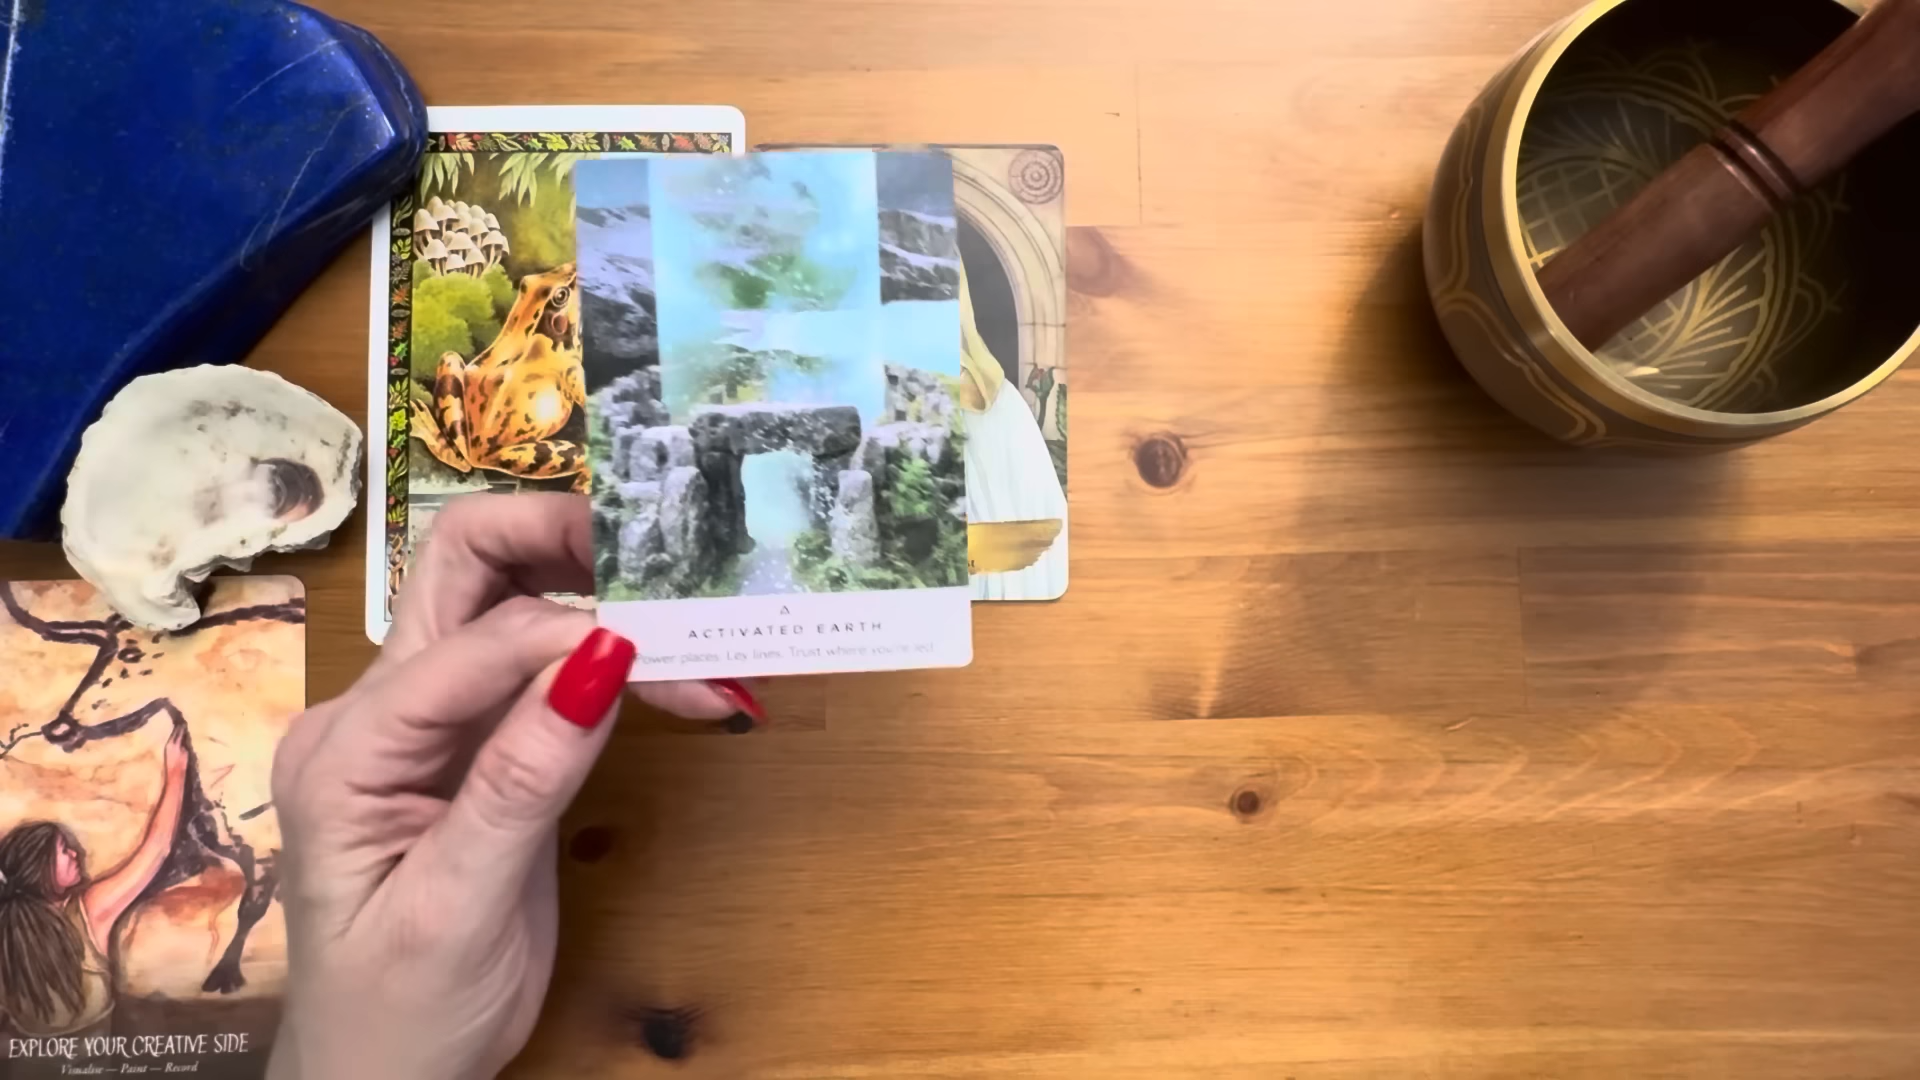 ACTIVATED EARTH
Power places. Ley lines. Trust where you're led.
EXPLORE YOUR CREATIVE SIDE
Visualise — Paint — Record